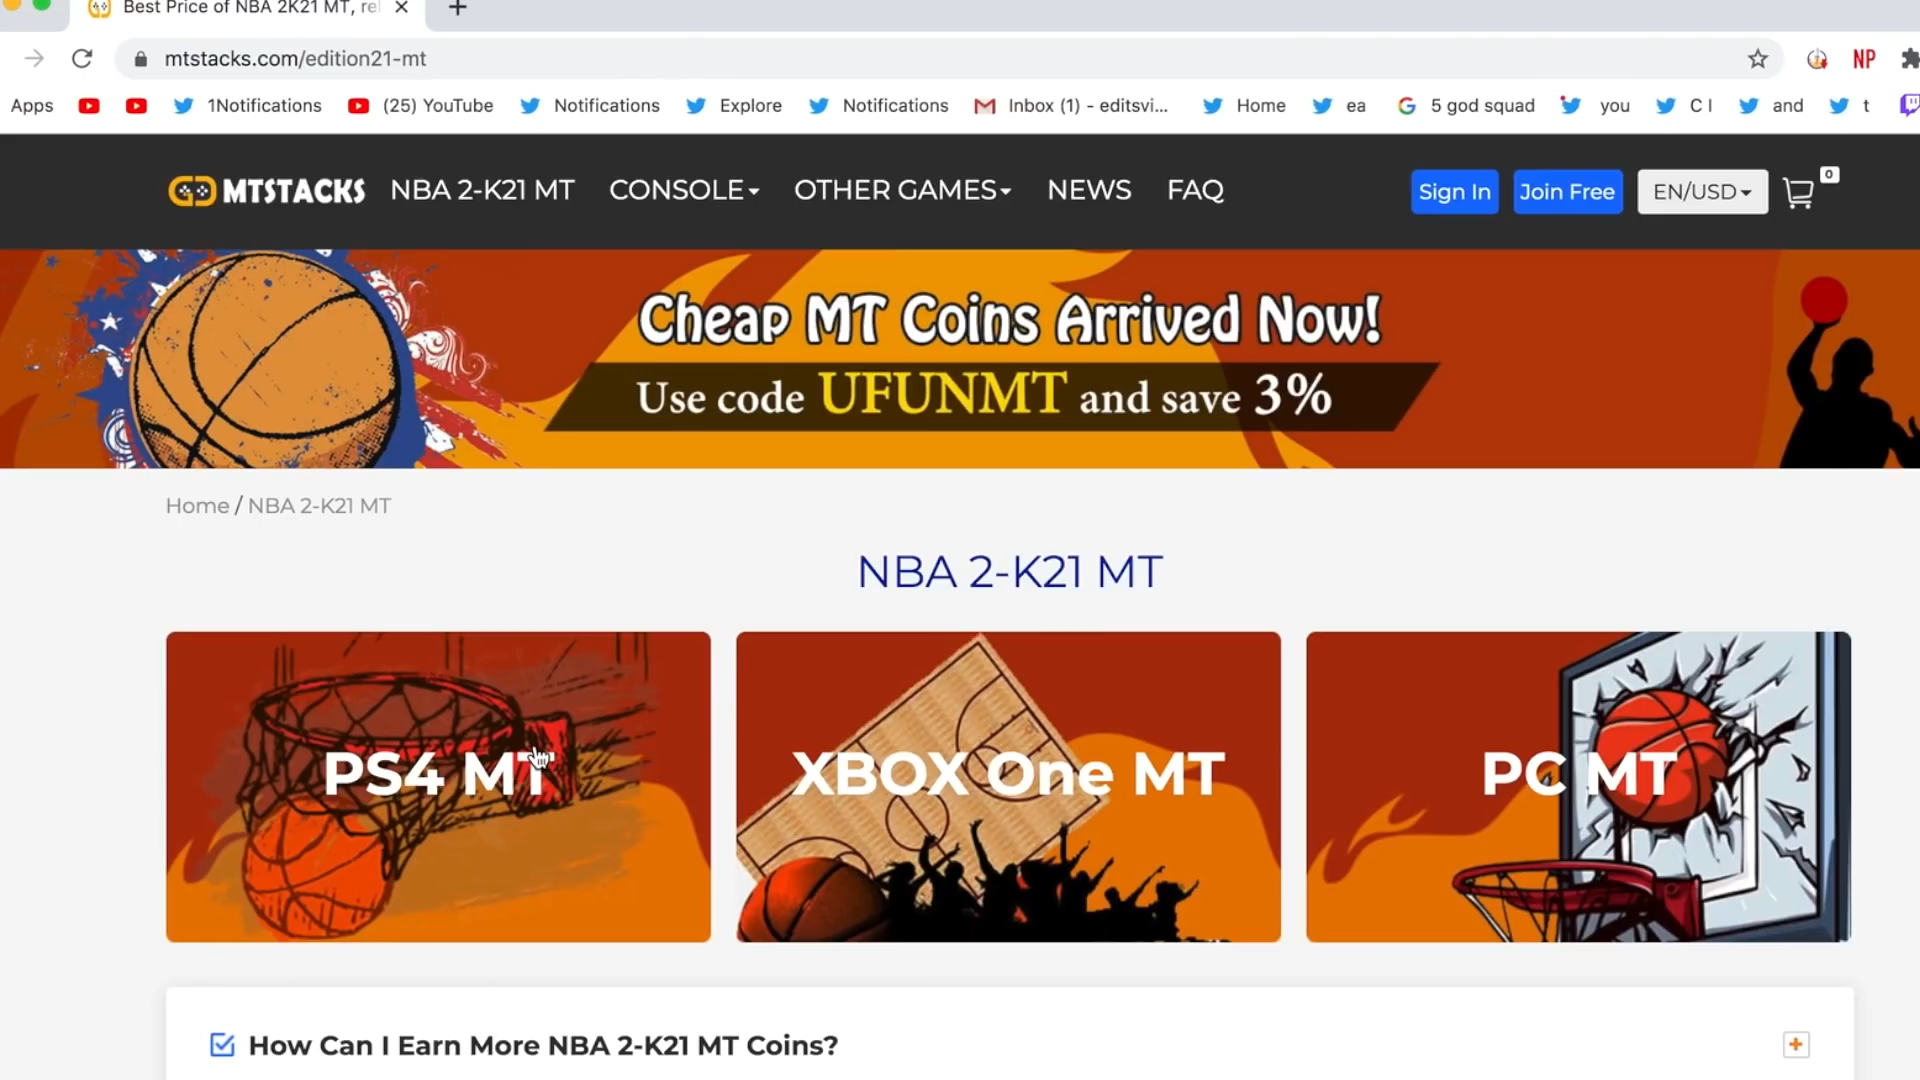 Best Price of NBA 2K21 MT, rel
mtstacks.com/edition21-mt
NP
Apps 1Notifications (25) YouTube Notifications Explore Notifications Inbox (1) - editsvi... Home ea 5 god squad you C I and t
MTSTACKS NBA 2-K21 MT CONSOLE OTHER GAMES NEWS FAQ Sign In Join Free EN/USD 0
Cheap MT Coins Arrived Now!
Use code UFUNMT and save 3%
Home / NBA 2-K21 MT
NBA 2-K21 MT
PS4 MT XBOX One MT PC MT
How Can I Earn More NBA 2-K21 MT Coins?